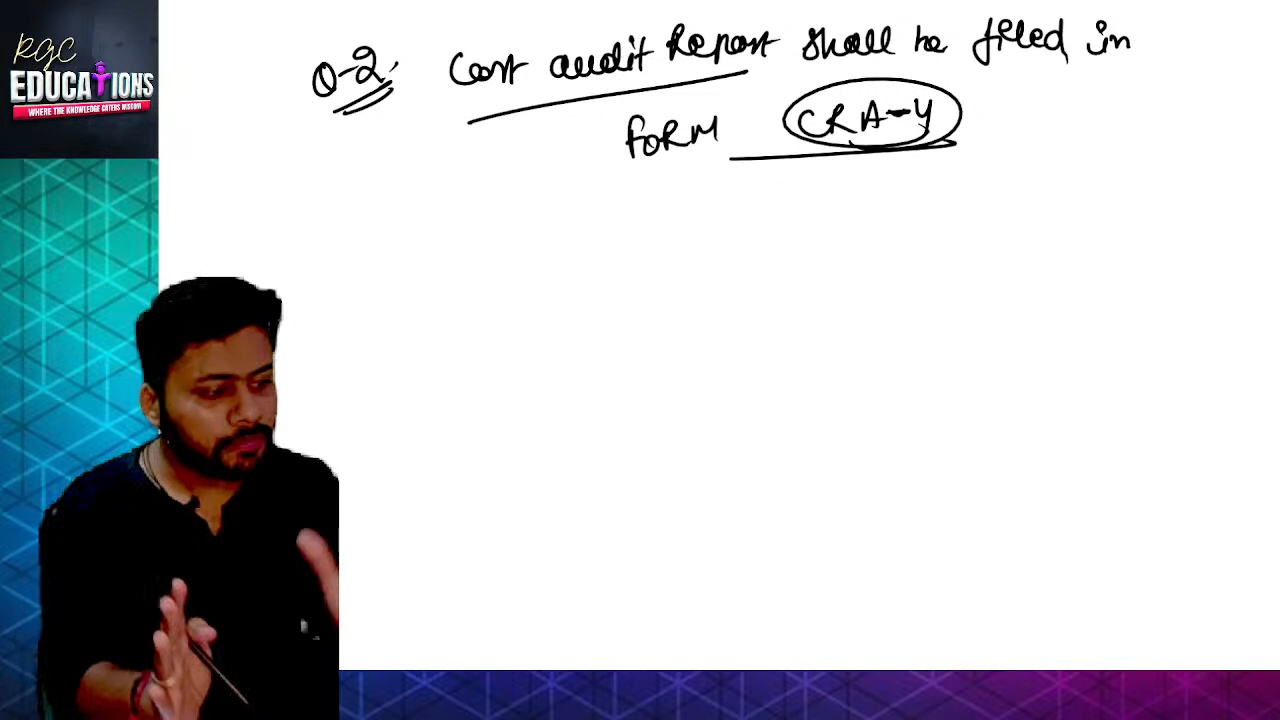 RGC
EDUCATIONS
WHERE THE KNOWLEDGE CATERS WISDOM
Q-2. Cost audit Report shall be filed in
FORM CRA-4